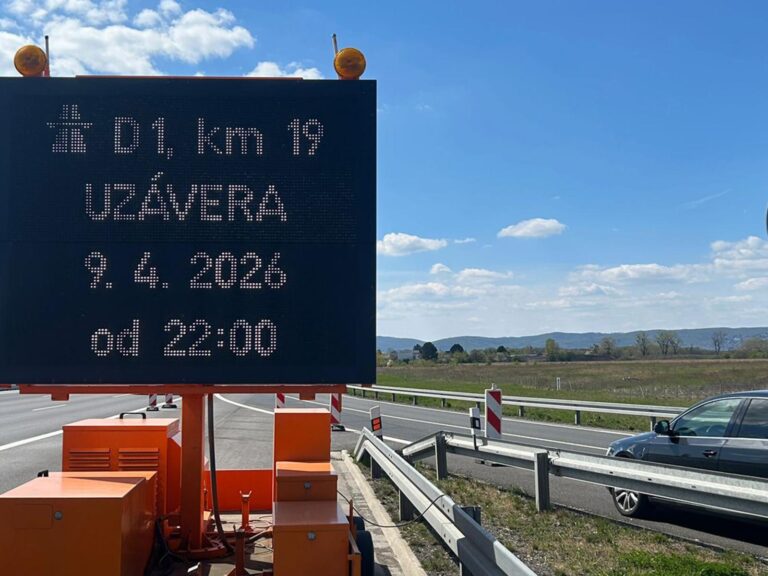 D1, km 19
UZÁVERA
9. 4. 2026
od 22:00